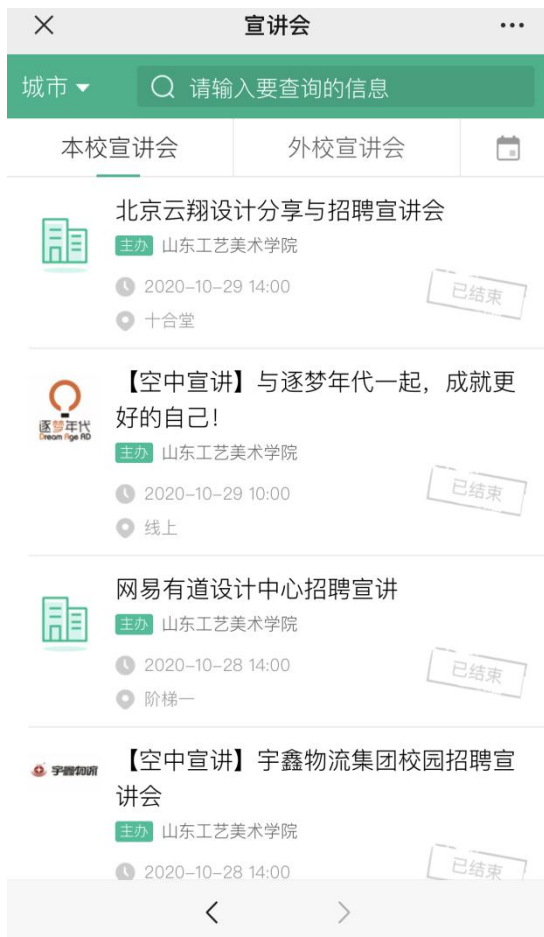 宣讲会
城市
请输入要查询的信息
本校宣讲会
外校宣讲会
北京云翔设计分享与招聘宣讲会
主办 山东工艺美术学院
2020-10-29 14:00
已结束
十合堂
【空中宣讲】与逐梦年代一起，成就更
好的自己！
逐梦年代
Dream Age AD
主办 山东工艺美术学院
2020-10-29 10:00
已结束
线上
网易有道设计中心招聘宣讲
主办 山东工艺美术学院
2020-10-28 14:00
已结束
阶梯一
【空中宣讲】宇鑫物流集团校园招聘宣
讲会
宇鑫物流
主办 山东工艺美术学院
2020-10-28 14:00
已结束